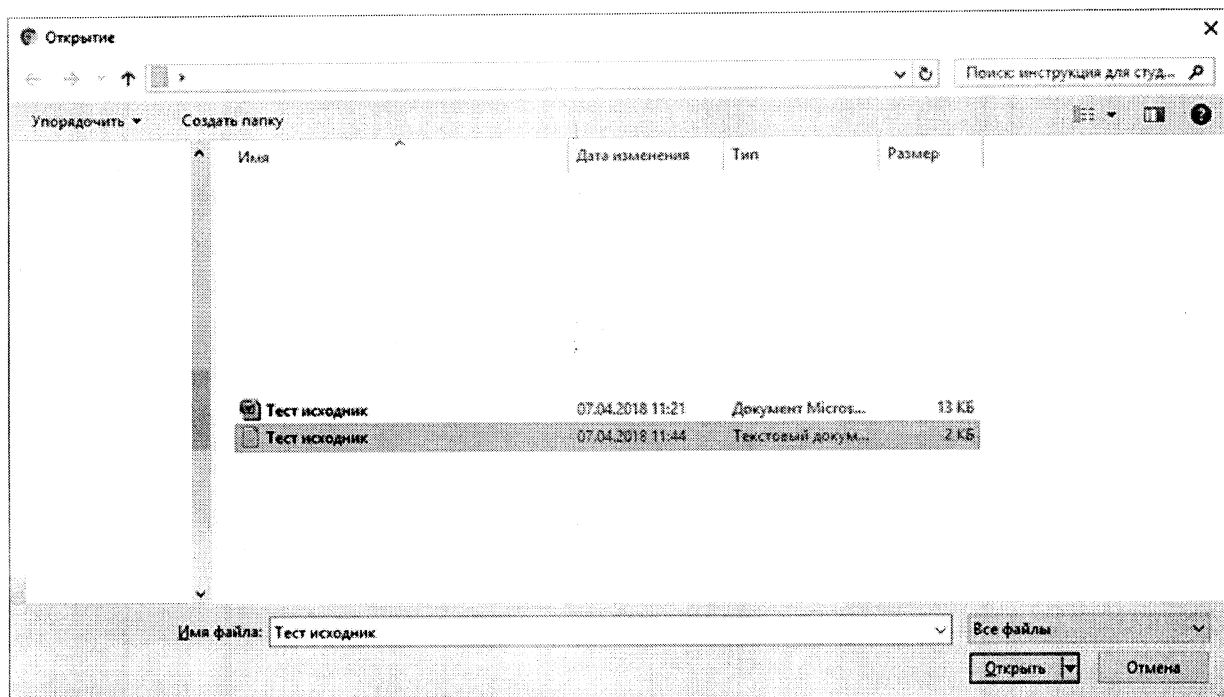 Открытие
Поиск: инструкция для студ...
Упорядочить Создать папку
Имя Дата изменения Тип Размер
Тест исходник 07.04.2018 11:21 Документ Micros... 13 КБ
Тест исходник 07.04.2018 11:44 Текстовый докум... 2 КБ
Имя файла: Тест исходник Все файлы
Открыть Отмена